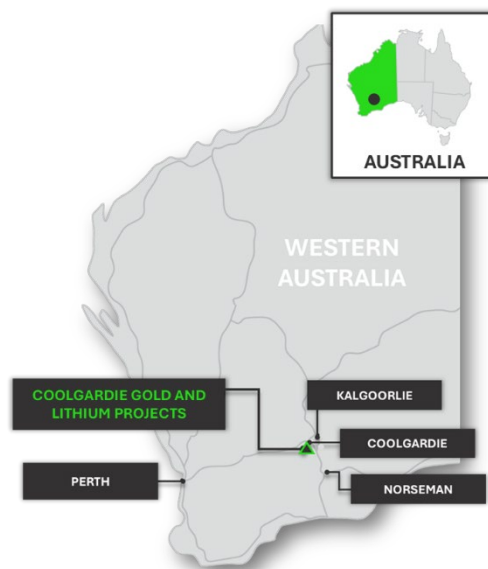 AUSTRALIA
WESTERN
AUSTRALIA
COOLGARDIE GOLD AND
LITHIUM PROJECTS
KALGOORLIE
COOLGARDIE
PERTH
NORSEMAN